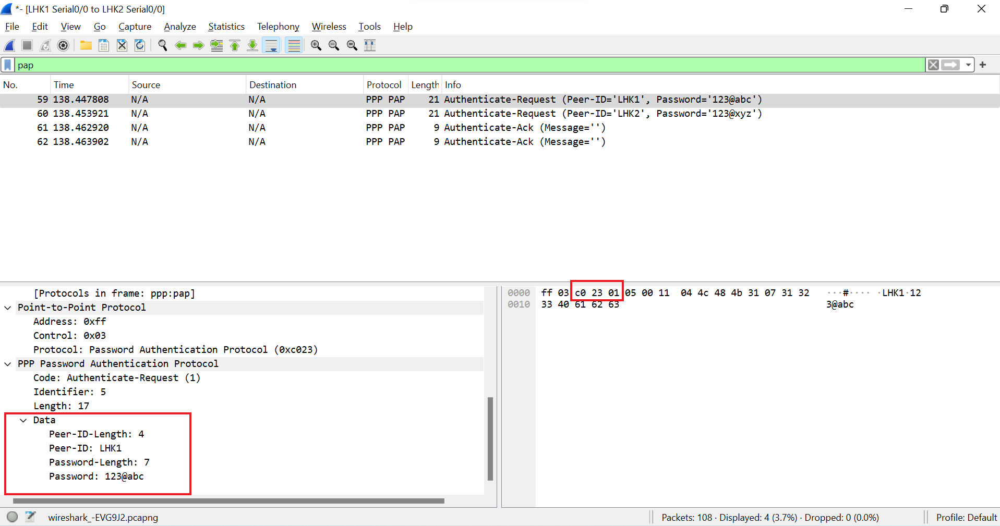 *- [LHK1 Serial0/0 to LHK2 Serial0/0]
File Edit View Go Capture Analyze Statistics Telephony Wireless Tools Help
pap
No. Time Source Destination Protocol Length Info
59 138.447808 N/A N/A PPP PAP 21 Authenticate-Request (Peer-ID='LHK1', Password='123@abc')
60 138.453921 N/A N/A PPP PAP 21 Authenticate-Request (Peer-ID='LHK2', Password='123@xyz')
61 138.462920 N/A N/A PPP PAP 9 Authenticate-Ack (Message='')
62 138.463902 N/A N/A PPP PAP 9 Authenticate-Ack (Message='')
[Protocols in frame: ppp:pap]
Point-to-Point Protocol
Address: 0xff
Control: 0x03
Protocol: Password Authentication Protocol (0xc023)
PPP Password Authentication Protocol
Code: Authenticate-Request (1)
Identifier: 5
Length: 17
Data
Peer-ID-Length: 4
Peer-ID: LHK1
Password-Length: 7
Password: 123@abc
0000 ff 03 c0 23 01 05 00 11 04 4c 48 4b 31 07 31 32 ···#···· ·LHK1·12
0010 33 40 61 62 63 3@abc
wireshark_-EVG9J2.pcapng
Packets: 108 · Displayed: 4 (3.7%) · Dropped: 0 (0.0%)
Profile: Default